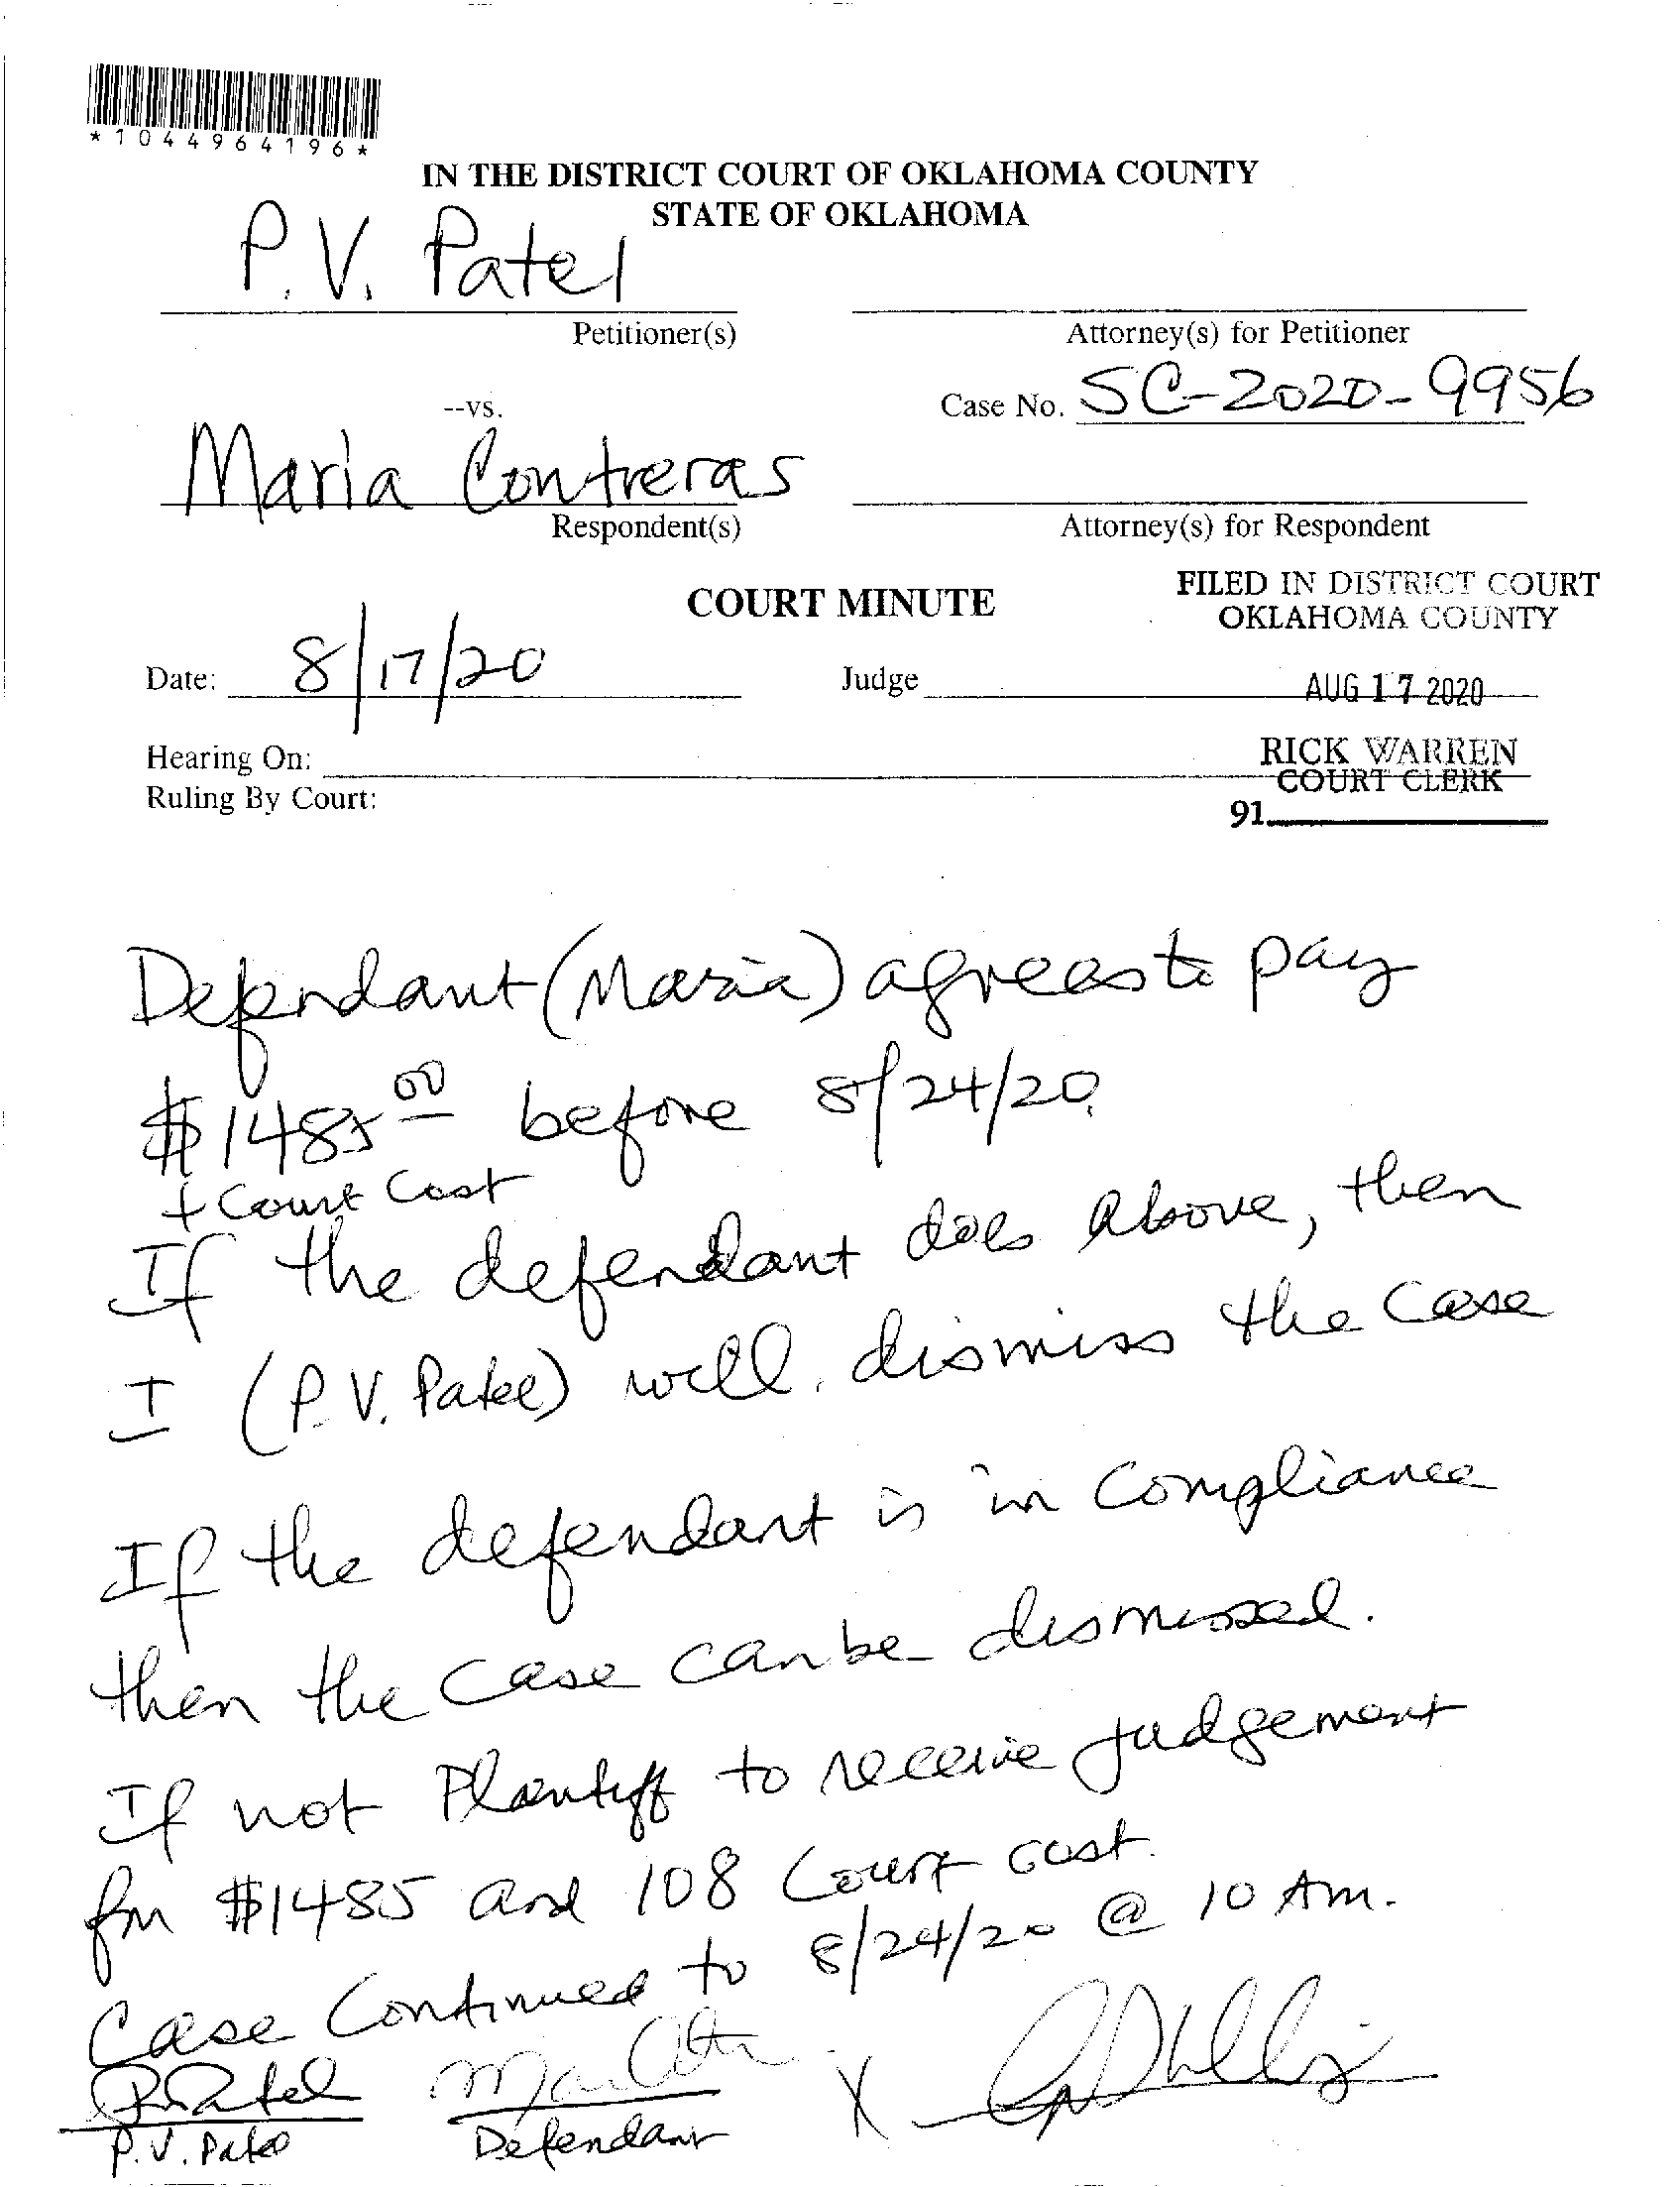 *1044964196*
IN THE DISTRICT COURT OF OKLAHOMA COUNTY
STATE OF OKLAHOMA
P.V. Patel
Petitioner(s)
Attorney(s) for Petitioner
--vs.
Case No. SC-2020-9956
Maria Contreras
Respondent(s)
Attorney(s) for Respondent
COURT MINUTE
FILED IN DISTRICT COURT
OKLAHOMA COUNTY
Date: 8/17/20
Judge
AUG 17 2020
Hearing On:
RICK WARREN
COURT CLERK
Ruling By Court:
91
Defendant (Maria) agrees to pay
$1485 00 before 8/24/20.
+ Court Cost
If the defendant does above, then
I (P.V. Patel) will dismiss the case
If the defendant is in compliance
then the case can be dismissed.
If not Plantiff to receive judgement
for $1485 and 108 Court cost.
Case Continued to 8/24/20 @ 10 Am.
P.V. Patel
Defendant
X